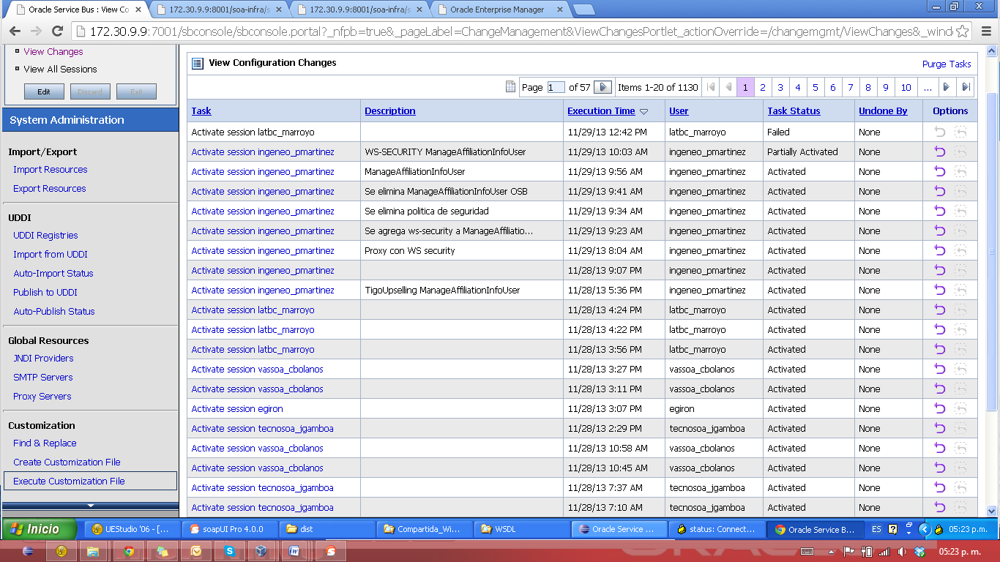 Oracle Service Bus : View Co
172.30.9.9:8001/soa-infra/s
172.30.9.9:8001/soa-infra/s
Oracle Enterprise Manager
172.30.9.9:7001/sbconsole/sbconsole.portal?_nfpb=true&_pageLabel=ChangeManagement&ViewChangesPortlet_actionOverride=/changemgmt/ViewChanges&_wind
View Changes
View All Sessions
Edit Discard Exit
System Administration
Import/Export
Import Resources
Export Resources
UDDI
UDDI Registries
Import from UDDI
Auto-Import Status
Publish to UDDI
Auto-Publish Status
Global Resources
JNDI Providers
SMTP Servers
Proxy Servers
Customization
Find & Replace
Create Customization File
Execute Customization File
View Configuration Changes
Purge Tasks
Page 1 of 57 Items 1-20 of 1130 1 2 3 4 5 6 7 8 9 10 ...
Task Description Execution Time User Task Status Undone By Options
Activate session latbc_marroyo 11/29/13 12:42 PM latbc_marroyo Failed None
Activate session ingeneo_pmartinez WS-SECURITY ManageAffiliationInfoUser 11/29/13 10:03 AM ingeneo_pmartinez Partially Activated None
Activate session ingeneo_pmartinez ManageAffiliationInfoUser 11/29/13 9:56 AM ingeneo_pmartinez Activated None
Activate session ingeneo_pmartinez Se elimina ManageAffiliationInfoUser OSB 11/29/13 9:41 AM ingeneo_pmartinez Activated None
Activate session ingeneo_pmartinez Se elimina politica de seguridad 11/29/13 9:34 AM ingeneo_pmartinez Activated None
Activate session ingeneo_pmartinez Se agrega ws-security a ManageAffiliatio... 11/29/13 9:23 AM ingeneo_pmartinez Activated None
Activate session ingeneo_pmartinez Proxy con WS security 11/29/13 8:04 AM ingeneo_pmartinez Activated None
Activate session ingeneo_pmartinez 11/28/13 9:07 PM ingeneo_pmartinez Activated None
Activate session ingeneo_pmartinez TigoUpselling ManageAffiliationInfoUser 11/28/13 5:36 PM ingeneo_pmartinez Activated None
Activate session latbc_marroyo 11/28/13 4:24 PM latbc_marroyo Activated None
Activate session latbc_marroyo 11/28/13 4:22 PM latbc_marroyo Activated None
Activate session latbc_marroyo 11/28/13 3:56 PM latbc_marroyo Activated None
Activate session vassoa_cbolanos 11/28/13 3:27 PM vassoa_cbolanos Activated None
Activate session vassoa_cbolanos 11/28/13 3:11 PM vassoa_cbolanos Activated None
Activate session egiron 11/28/13 3:07 PM egiron Activated None
Activate session tecnosoa_jgamboa 11/28/13 2:29 PM tecnosoa_jgamboa Activated None
Activate session vassoa_cbolanos 11/28/13 10:58 AM vassoa_cbolanos Activated None
Activate session vassoa_cbolanos 11/28/13 10:45 AM vassoa_cbolanos Activated None
Activate session tecnosoa_jgamboa 11/28/13 7:37 AM tecnosoa_jgamboa Activated None
Activate session tecnosoa_jgamboa 11/28/13 7:10 AM tecnosoa_jgamboa Activated None
Inicio UEStudio '06 - [... soapUI Pro 4.0.0 dist Compartida_Wi... WSDL Oracle Service ... status: Connect... Oracle Service B... ES 05:23 p.m.
05:23 p. m.